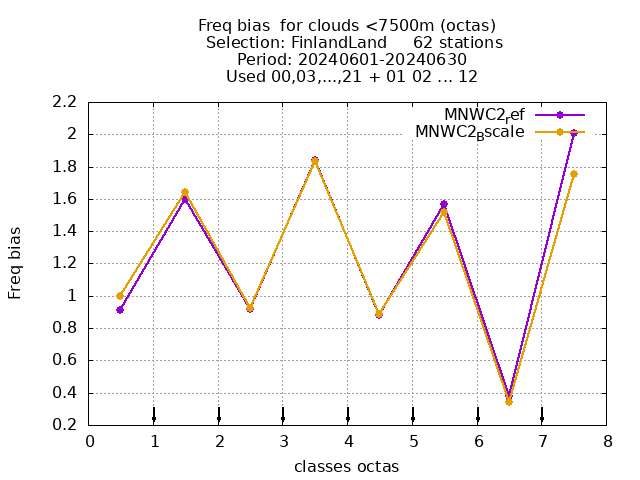 Freq bias  for clouds <7500m (octas)
Selection: FinlandLand     62 stations
Period: 20240601-20240630
Used 00,03,...,21 + 01 02 ... 12
MNWC2ref
MNWC2Bscale
2.2
2
1.8
1.6
1.4
1.2
1
0.8
0.6
0.4
0.2
Freq bias
0 1 2 3 4 5 6 7 8
classes octas